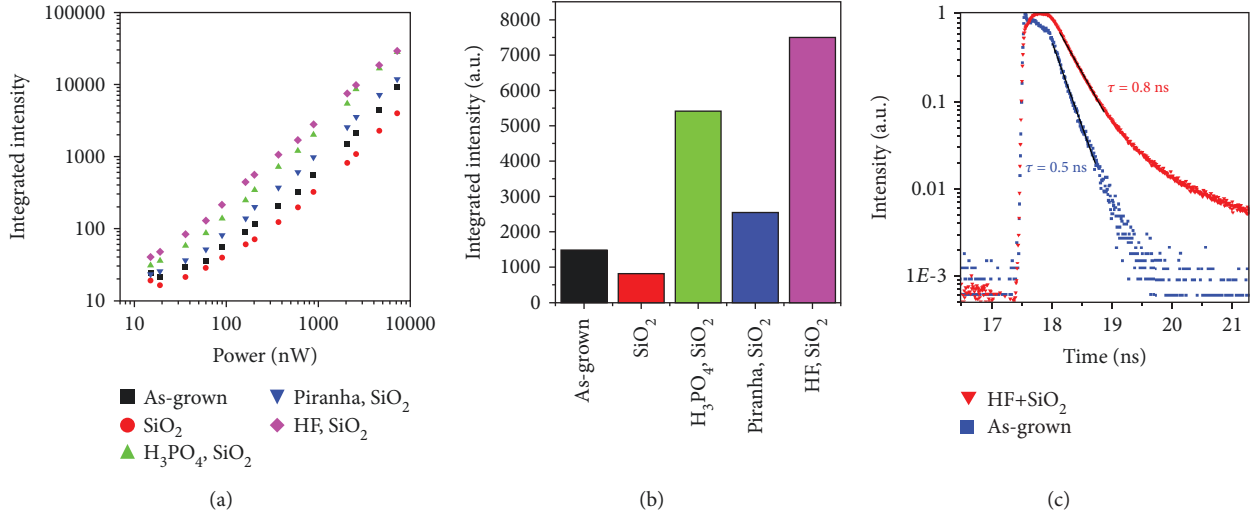 (a)
Integrated intensity
100000
10000
1000
100
10
10 100 1000 10000
Power (nW)
As-grown
SiO₂
H₃PO₄, SiO₂
Piranha, SiO₂
HF, SiO₂
(b)
Integrated intensity (a.u.)
8000
7000
6000
5000
4000
3000
2000
1000
0
As-grown
SiO₂
H₃PO₄, SiO₂
Piranha, SiO₂
HF, SiO₂
(c)
Intensity (a.u.)
1
0.1
0.01
1E-3
τ = 0.8 ns
τ = 0.5 ns
17 18 19 20 21
Time (ns)
HF+SiO₂
As-grown